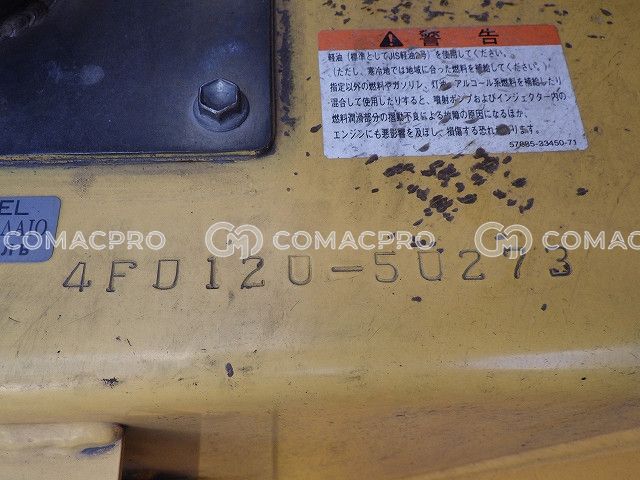 警告
軽油(標準としてJIS軽油2号)を使用してください。
(ただし、寒冷地では地域に合った燃料を補給してください。)
指定以外の燃料やガソリン、灯油、アルコール系燃料を補給したり
混合して使用したりすると、噴射ポンプおよびインジェクター内の
燃料潤滑部分の摺動不良による故障の原因になるほか、
エンジンにも悪影響を及ぼし、損傷する恐れがあります。
57885-33450-71
EL
COMACPRO COMACPRO COMACPRO
4FD120-50273